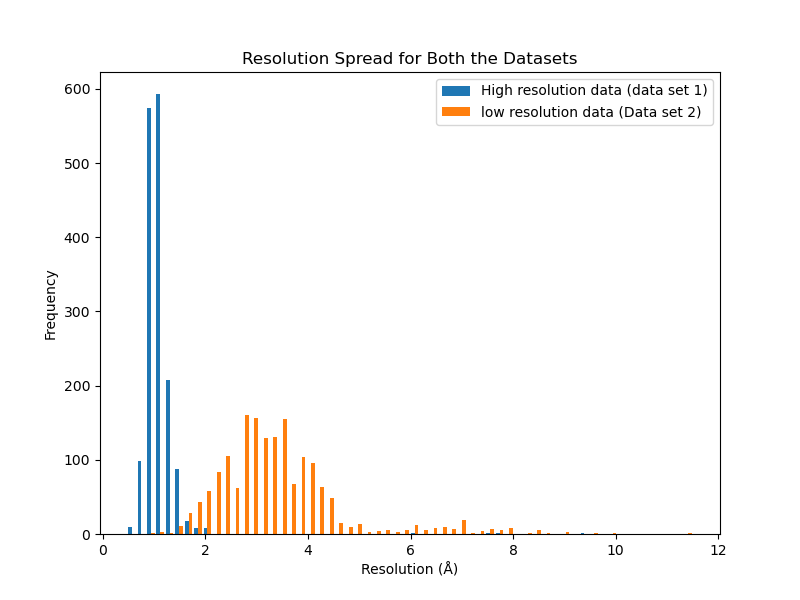 Resolution Spread for Both the Datasets
High resolution data (data set 1)
low resolution data (Data set 2)
Frequency
600
500
400
300
200
100
0
0 2 4 6 8 10 12
Resolution (Å)